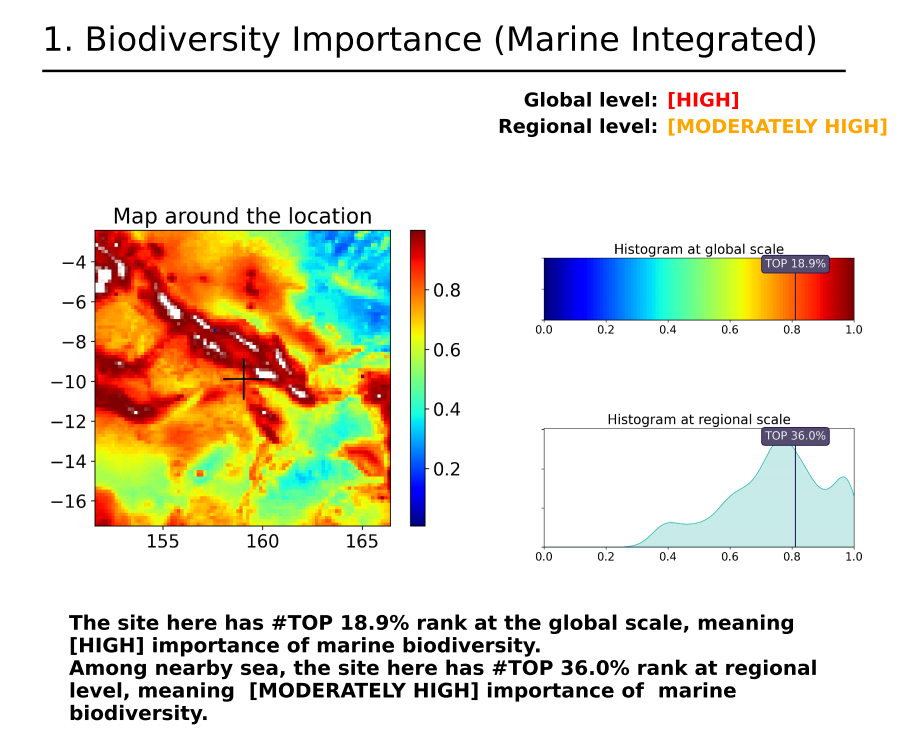 1. Biodiversity Importance (Marine Integrated)
Global level: [HIGH]
Regional level: [MODERATELY HIGH]
Map around the location
−4
−6
−8
−10
−12
−14
−16
155 160 165
0.8
0.6
0.4
0.2
Histogram at global scale
TOP 18.9%
0.0 0.2 0.4 0.6 0.8 1.0
Histogram at regional scale
TOP 36.0%
0.0 0.2 0.4 0.6 0.8 1.0
The site here has #TOP 18.9% rank at the global scale, meaning
[HIGH] importance of marine biodiversity.
Among nearby sea, the site here has #TOP 36.0% rank at regional
level, meaning  [MODERATELY HIGH] importance of  marine
biodiversity.